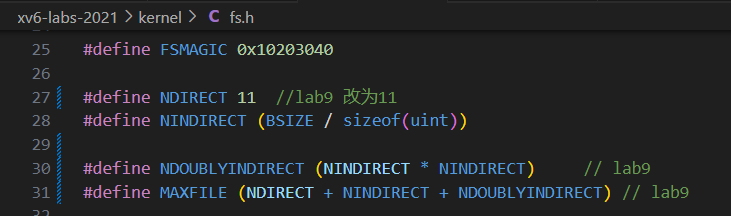 xv6-labs-2021 > kernel > C fs.h
25 #define FSMAGIC 0x10203040
26
27 #define NDIRECT 11 //lab9 改为11
28 #define NINDIRECT (BSIZE / sizeof(uint))
29
30 #define NDOUBLYINDIRECT (NINDIRECT * NINDIRECT) // lab9
31 #define MAXFILE (NDIRECT + NINDIRECT + NDOUBLYINDIRECT) // lab9